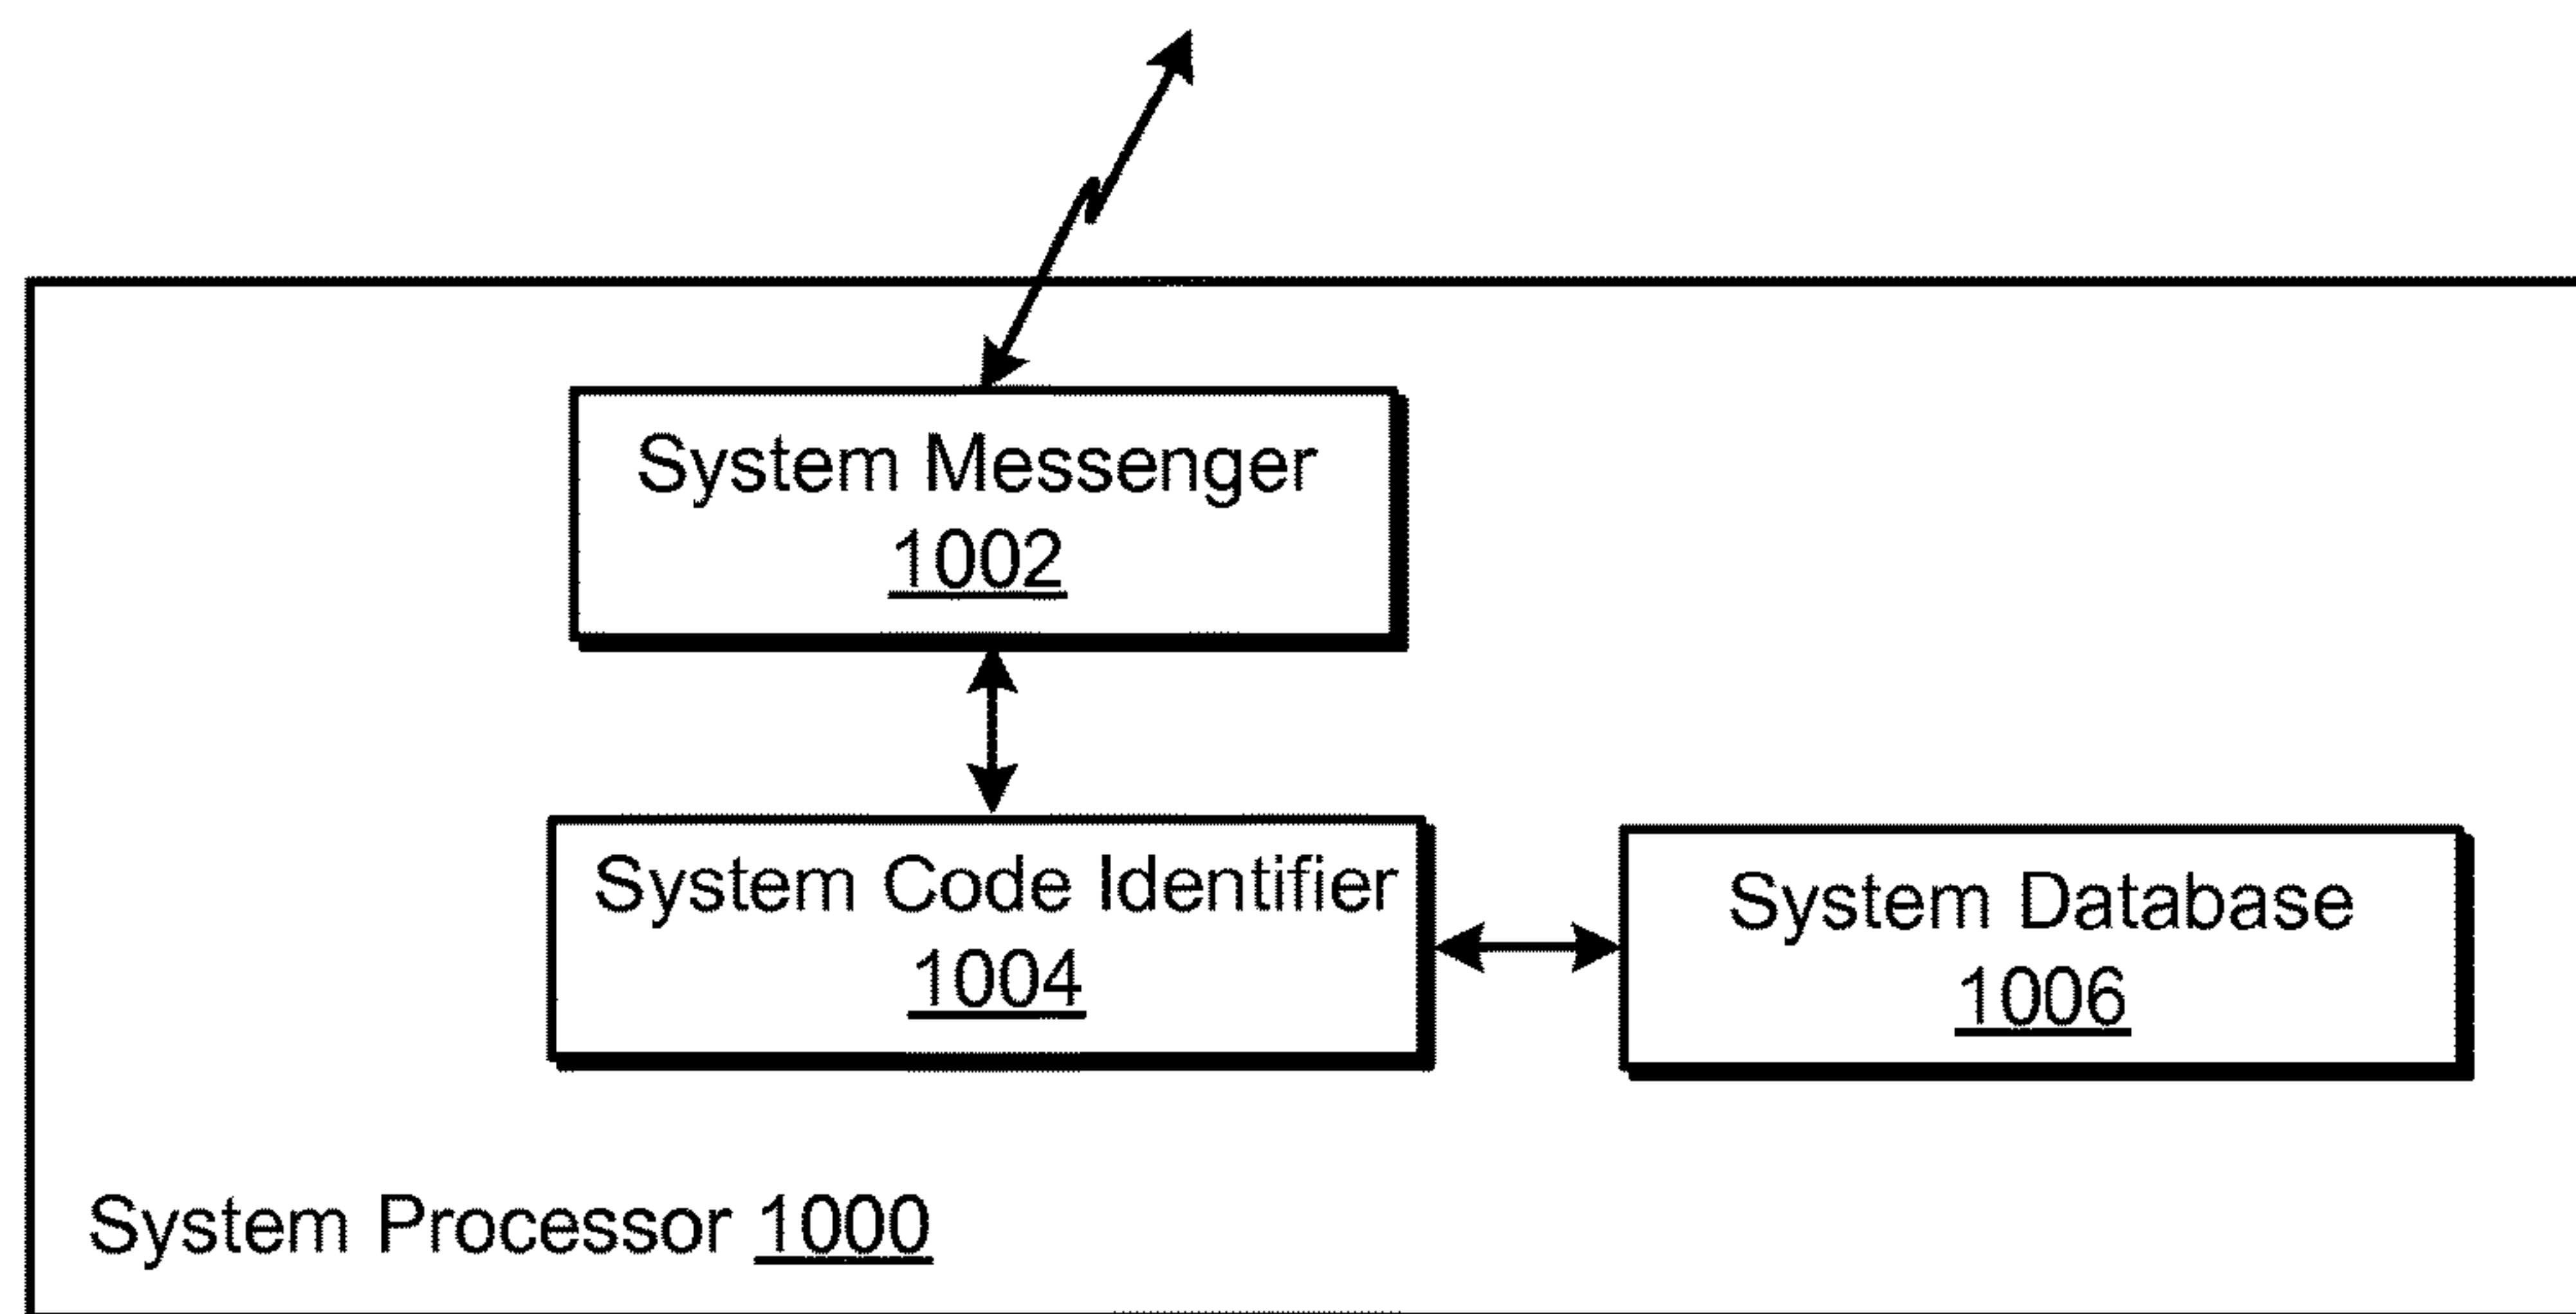 System Messenger
1002
System Code Identifier
1004
System Database
1006
System Processor 1000